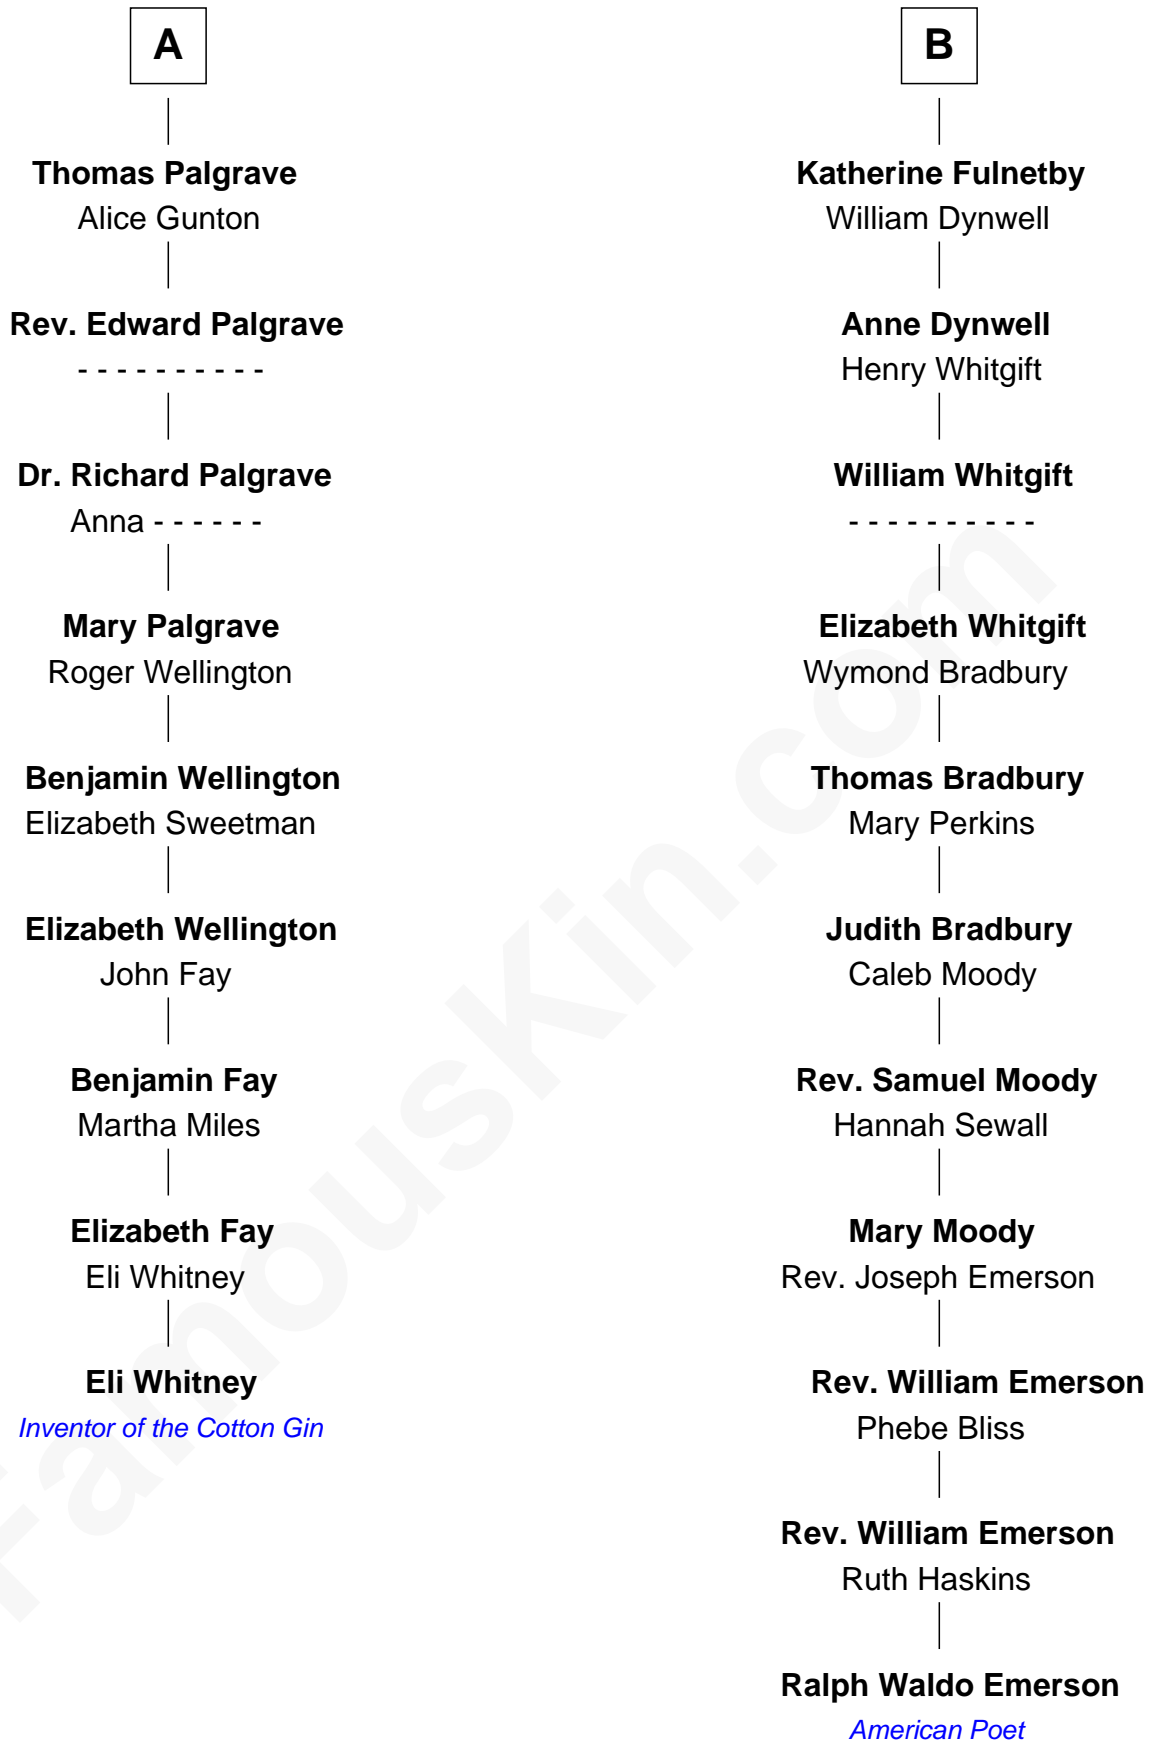 A
Thomas Palgrave
Alice Gunton
Rev. Edward Palgrave
- - - - - - - - - -
Dr. Richard Palgrave
Anna - - - - - -
Mary Palgrave
Roger Wellington
Benjamin Wellington
Elizabeth Sweetman
Elizabeth Wellington
John Fay
Benjamin Fay
Martha Miles
Elizabeth Fay
Eli Whitney
Eli Whitney
Inventor of the Cotton Gin
B
Katherine Fulnetby
William Dynwell
Anne Dynwell
Henry Whitgift
William Whitgift
- - - - - - - - - -
Elizabeth Whitgift
Wymond Bradbury
Thomas Bradbury
Mary Perkins
Judith Bradbury
Caleb Moody
Rev. Samuel Moody
Hannah Sewall
Mary Moody
Rev. Joseph Emerson
Rev. William Emerson
Phebe Bliss
Rev. William Emerson
Ruth Haskins
Ralph Waldo Emerson
American Poet
FamousKin.com